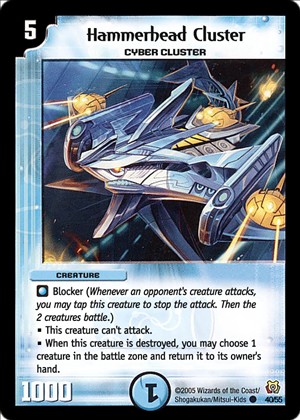 5
Hammerhead Cluster
CYBER CLUSTER
CREATURE
Blocker (Whenever an opponent's creature attacks,
you may tap this creature to stop the attack. Then the
2 creatures battle.)
• This creature can't attack.
• When this creature is destroyed, you may choose 1
creature in the battle zone and return it to its owner's
hand.
1000
©2005 Wizards of the Coast/
Shogakukan/Mitsui-Kids
40/55